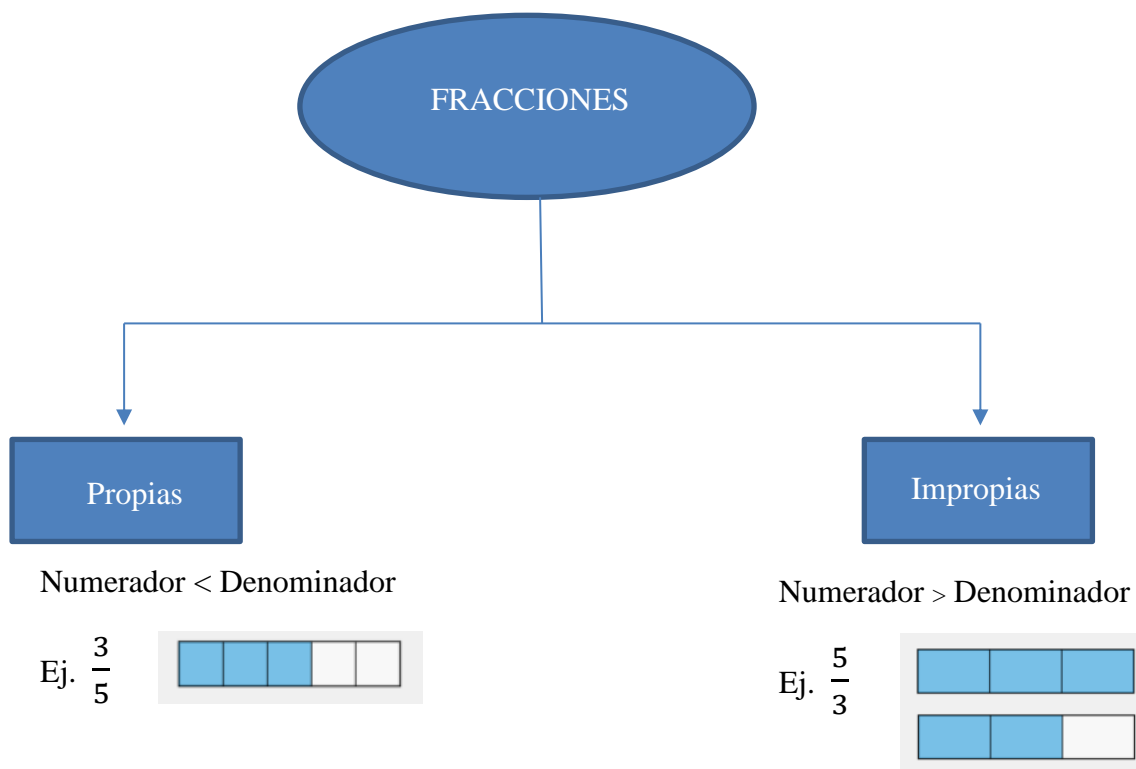 FRACCIONES
Propias
Impropias
Numerador < Denominador
Numerador > Denominador
Ej. 3/5
Ej. 5/3